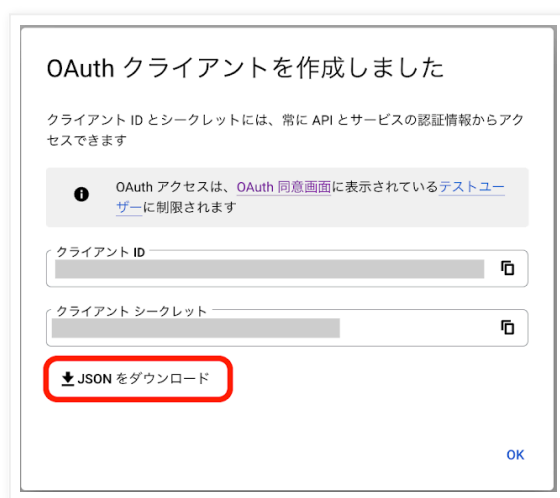 OAuth クライアントを作成しました
クライアント ID とシークレットには、常に API とサービスの認証情報からアク
セスできます
OAuth アクセスは、OAuth 同意画面に表示されているテストユー
ザーに制限されます
クライアント ID
クライアント シークレット
JSON をダウンロード
OK